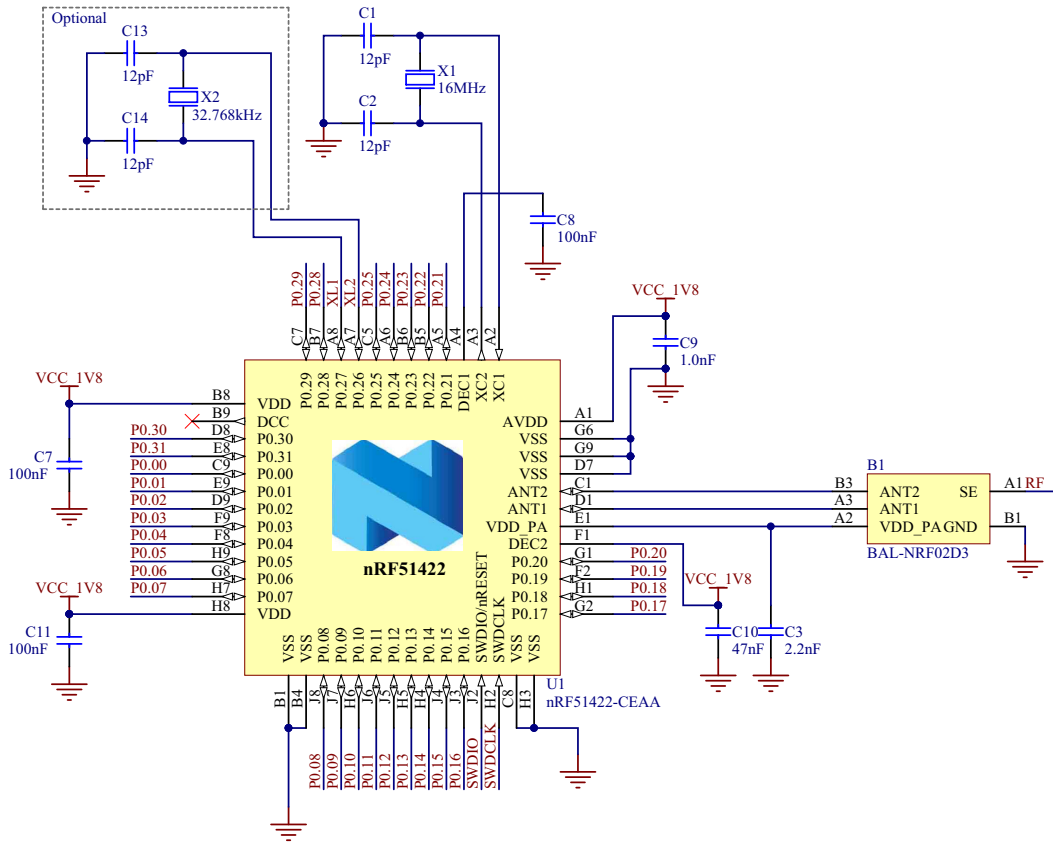 Optional
C13
12pF
X2
32.768kHz
C14
12pF
C1
12pF
X1
16MHz
C2
12pF
C8
100nF
P0.29
P0.28
XL1
XL2
P0.25
P0.24
P0.23
P0.22
P0.21
C7
B7
A8
A7
C5
A6
B6
B5
A5
A4
A3
A2
P0.29
P0.28
P0.27
P0.26
P0.25
P0.24
P0.23
P0.22
P0.21
DEC1
XC2
XC1
VCC_1V8
C9
1.0nF
VCC_1V8
C7
100nF
B8 VDD
B9 DCC
P0.30 D8 P0.30
P0.31 E8 P0.31
P0.00 C9 P0.00
P0.01 E9 P0.01
P0.02 D9 P0.02
P0.03 F9 P0.03
P0.04 F8 P0.04
P0.05 H9 P0.05
P0.06 G8 P0.06
P0.07 H7 P0.07
H8 VDD
VCC_1V8
C11
100nF
nRF51422
AVDD A1
VSS G6
VSS G9
VSS D7
ANT2 C1
ANT1 D1
VDD_PA E1
DEC2 F1
P0.20 G1 P0.20
P0.19 F2 P0.19
P0.18 H1 P0.18
P0.17 G2 P0.17
B1
B3 ANT2 SE A1 RF
A3 ANT1
A2 VDD_PA GND B1
BAL-NRF02D3
VCC_1V8
C10
47nF
C3
2.2nF
VSS
VSS
P0.08
P0.09
P0.10
P0.11
P0.12
P0.13
P0.14
P0.15
P0.16
SWDIO/nRESET
SWDCLK
VSS
VSS
B1
B4
J8
J7
H6
J6
J5
H5
H4
J4
J3
J2
H2
C8
H3
U1
nRF51422-CEAA
P0.08
P0.09
P0.10
P0.11
P0.12
P0.13
P0.14
P0.15
P0.16
SWDIO
SWDCLK